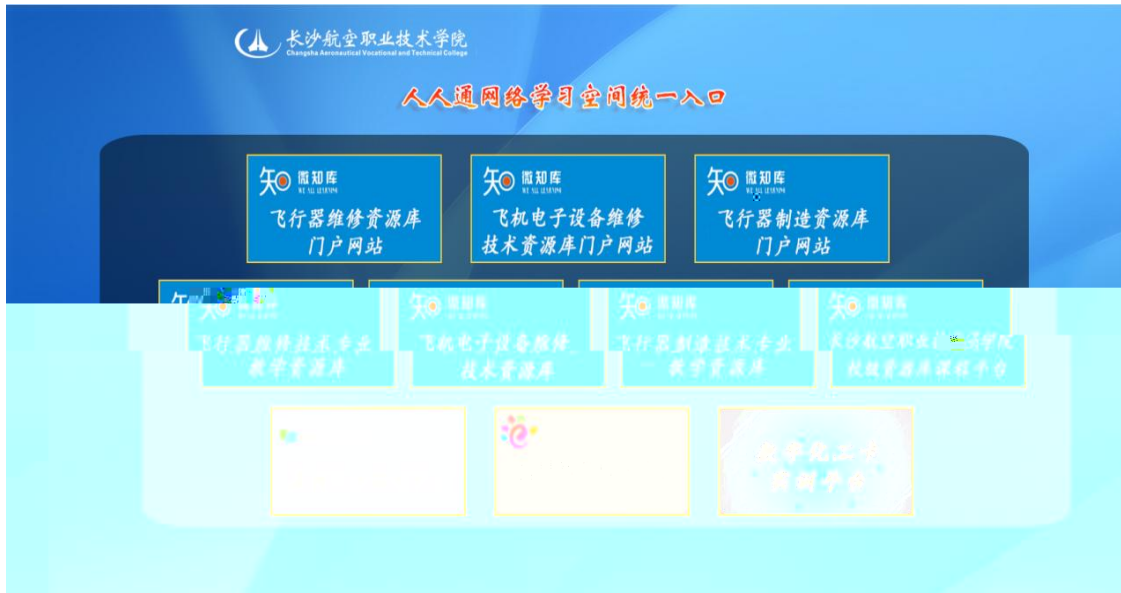 长沙航空职业技术学院
Changsha Aeronautical Vocational and Technical College
人人通网络学习空间统一入口
知 微知库
飞行器维修资源库
门户网站
知 微知库
飞机电子设备维修
技术资源库门户网站
知 微知库
飞行器制造资源库
门户网站
知 微知库
飞行器维修技术专业
教学资源库
知 微知库
飞机电子设备维修
技术资源库
知 微知库
飞行器制造技术专业
教学资源库
知 微知库
长沙航空职业技术学院
校级资源库课程平台
数字化工卡
实训平台